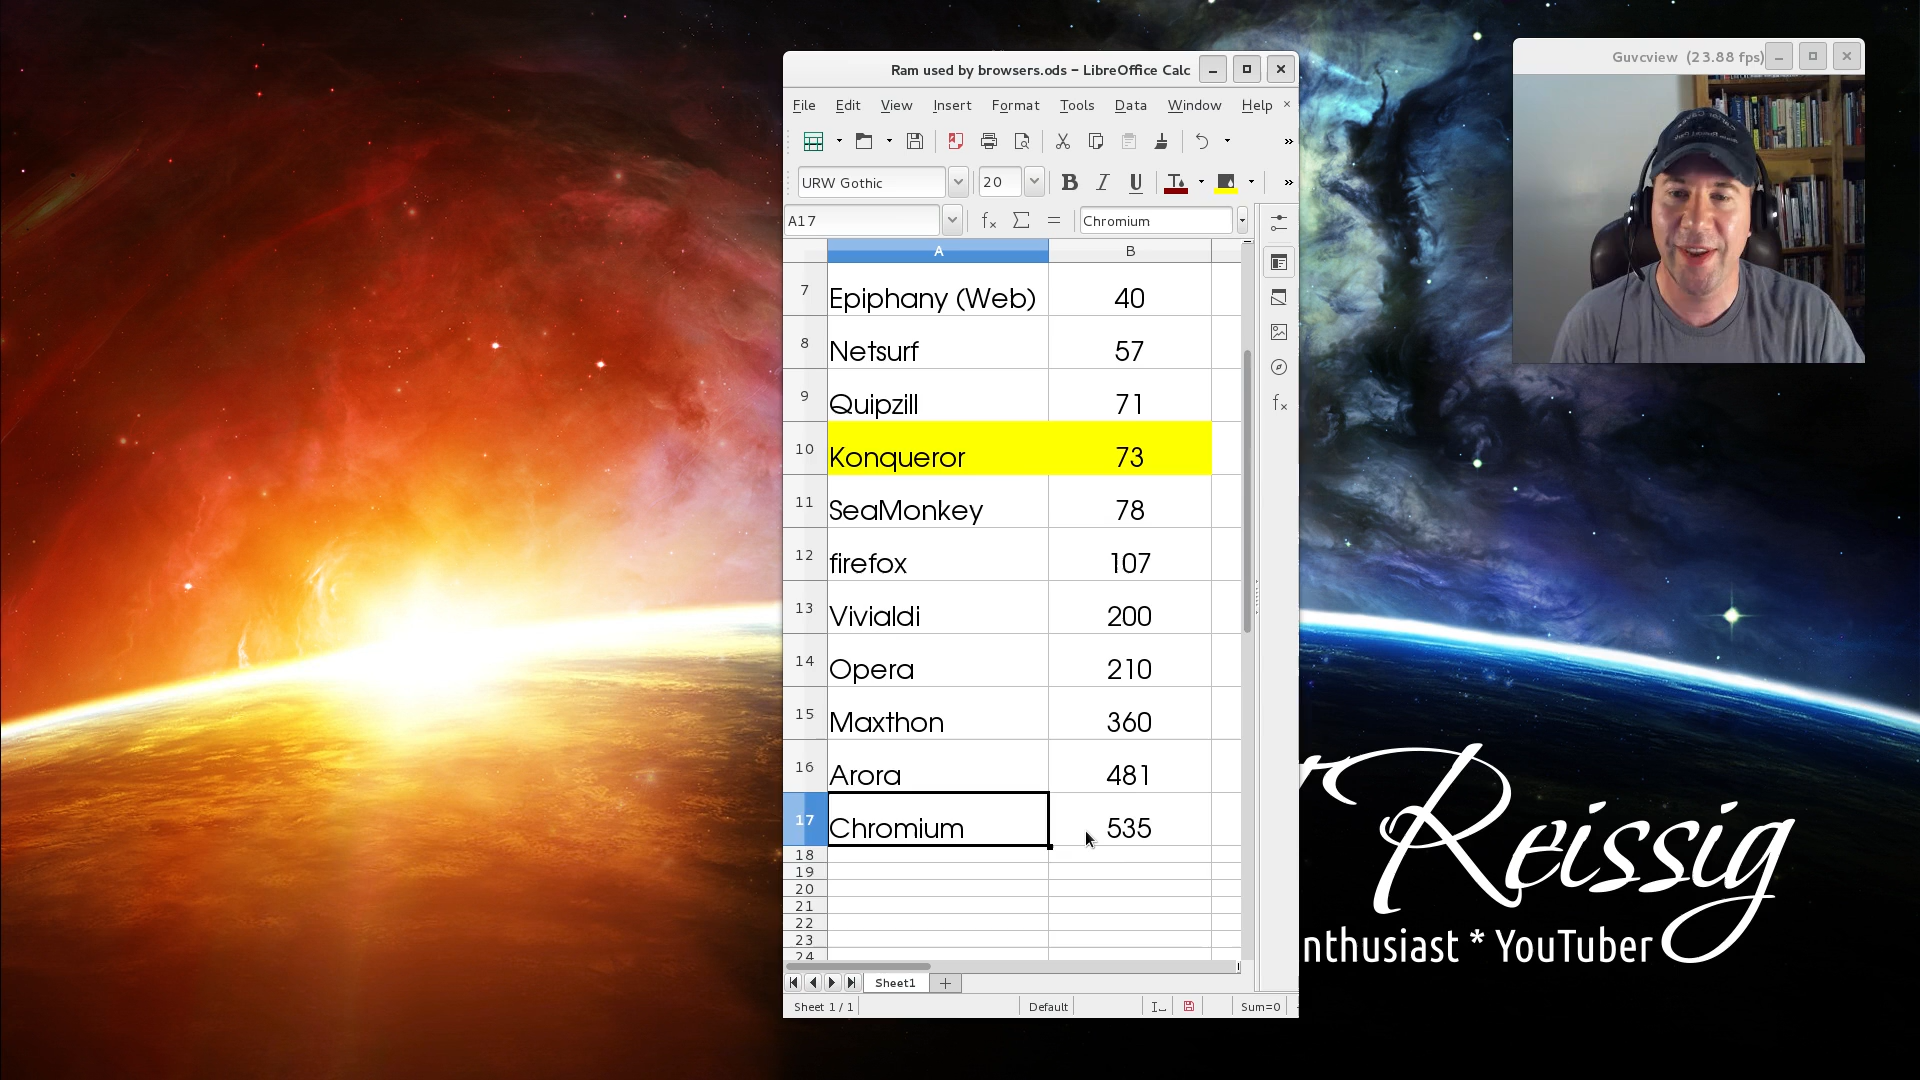 Ram used by browsers.ods – LibreOffice Calc
Guvcview (23.88 fps)
File Edit View Insert Format Tools Data Window Help
URW Gothic 20
A17 Chromium
A B
7 Epiphany (Web) 40
8 Netsurf 57
9 Quipzill 71
10 Konqueror 73
11 SeaMonkey 78
12 firefox 107
13 Vivialdi 200
14 Opera 210
15 Maxthon 360
16 Arora 481
17 Chromium 535
18
19
20
21
22
23
24
Sheet1
Sheet 1 / 1 Default Sum=0
Reissig
nthusiast * YouTuber